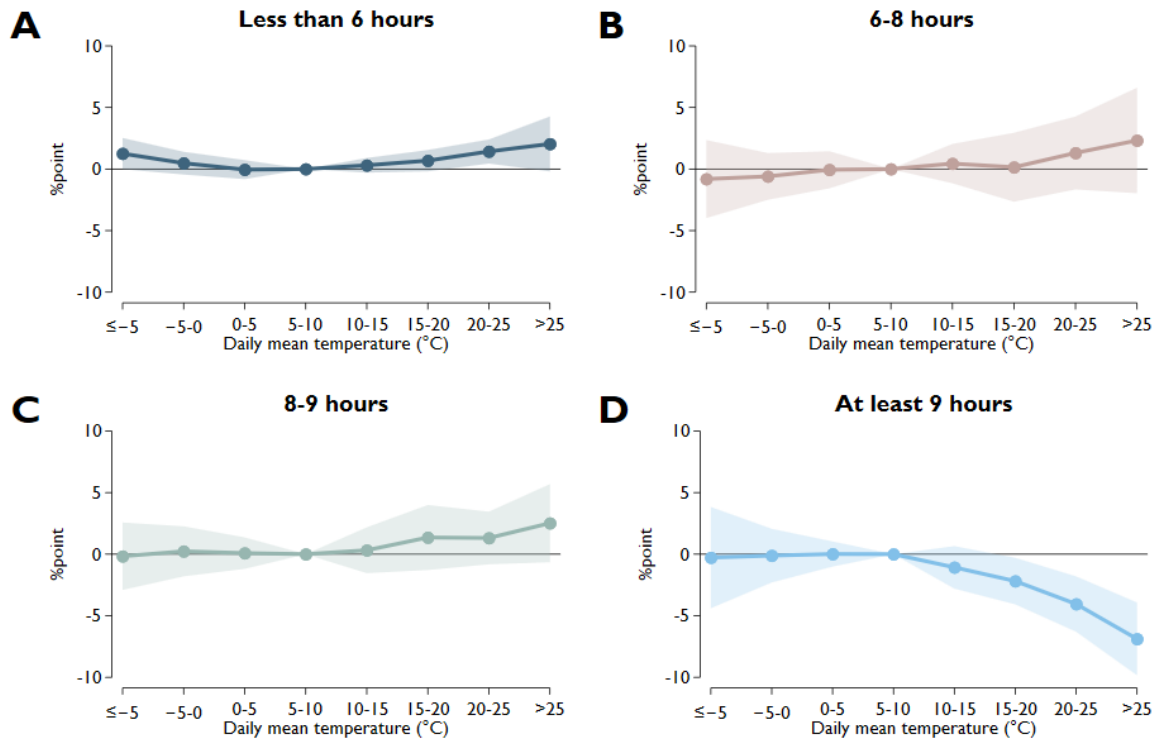 A
Less than 6 hours
10
5
0
-5
-10
%point
≤−5 −5-0 0-5 5-10 10-15 15-20 20-25 >25
Daily mean temperature (°C)
B
6-8 hours
10
5
0
-5
-10
%point
≤−5 −5-0 0-5 5-10 10-15 15-20 20-25 >25
Daily mean temperature (°C)
C
8-9 hours
10
5
0
-5
-10
%point
≤−5 −5-0 0-5 5-10 10-15 15-20 20-25 >25
Daily mean temperature (°C)
D
At least 9 hours
10
5
0
-5
-10
%point
≤−5 −5-0 0-5 5-10 10-15 15-20 20-25 >25
Daily mean temperature (°C)